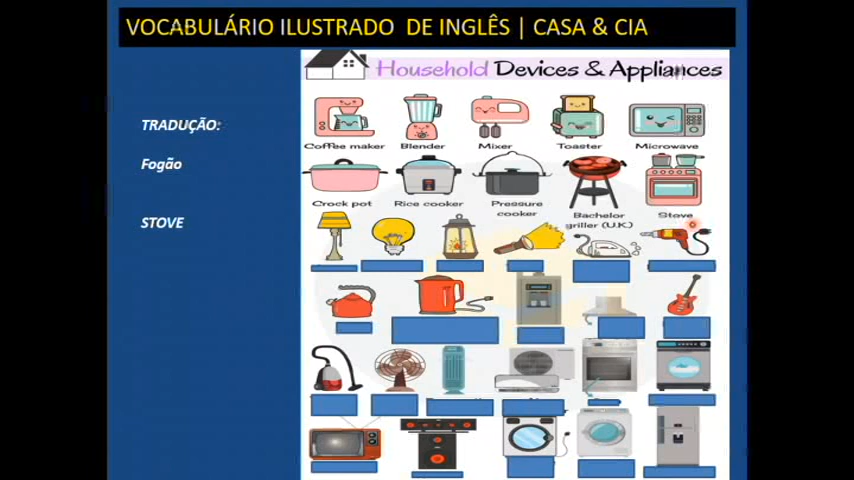 VOCABULÁRIO ILUSTRADO DE INGLÊS | CASA & CIA
Household Devices & Appliances
TRADUÇÃO:
Fogão
STOVE
Coffee maker Blender Mixer Toaster Microwave
Crock pot Rice cooker Pressure cooker Bachelor griller (U.K.) Stove